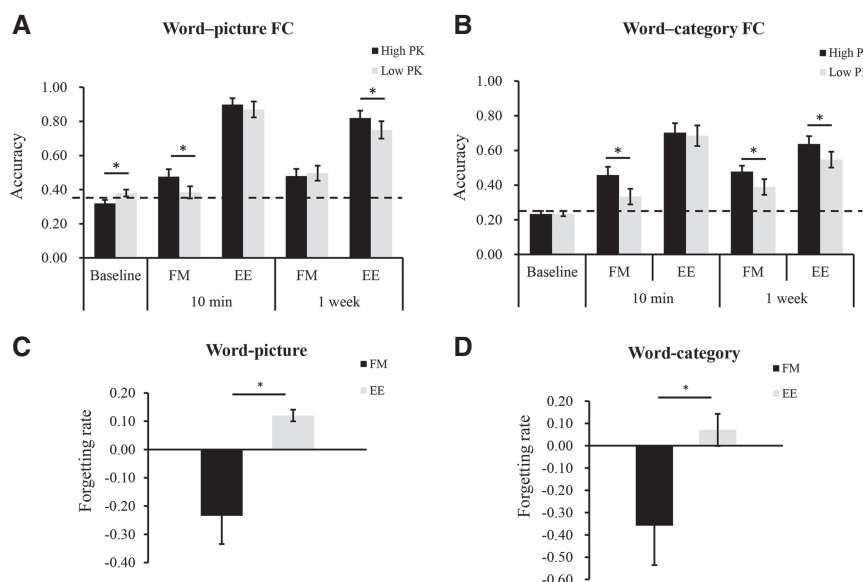 A
Word–picture FC
High PK
Low PK
Accuracy
1.00
0.80
0.60
0.40
0.20
0.00
*
*
*
Baseline FM EE FM EE
10 min 1 week
B
Word–category FC
High P
Low Pl
Accuracy
1.00
0.80
0.60
0.40
0.20
0.00
*
*
*
Baseline FM EE FM EE
10 min 1 week
C
Word-picture
FM
EE
Forgetting rate
0.20
0.10
0.00
-0.10
-0.20
-0.30
-0.40
*
D
Word-category
FM
EE
Forgetting rate
0.20
0.10
0.00
-0.10
-0.20
-0.30
-0.40
-0.50
-0.60
*